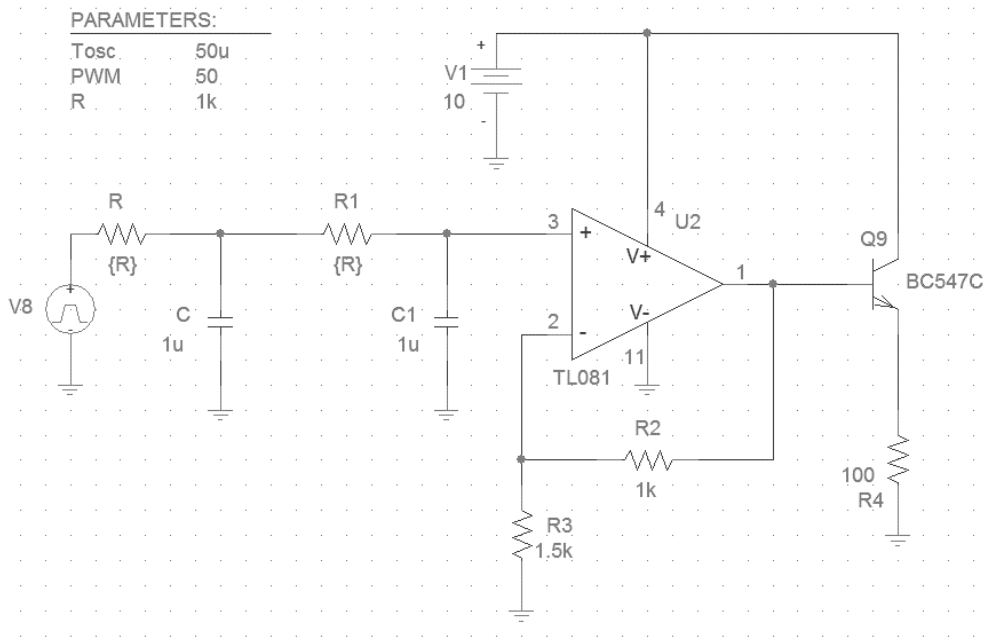 PARAMETERS:
Tosc 50u
PWM 50
R 1k
+
V1
10
-
R
{R}
R1
{R}
V8
+
-
C
1u
C1
1u
3
+
2
-
4
U2
V+
V-
11
1
TL081
Q9
BC547C
R2
1k
R3
1.5k
100
R4